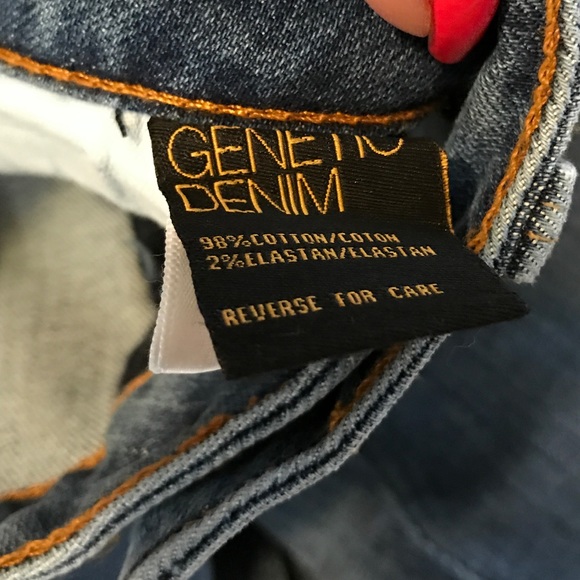 GENETIC
DENIM
98%COTTON/COTON
2%ELASTAN/ELASTAN
REVERSE FOR CARE